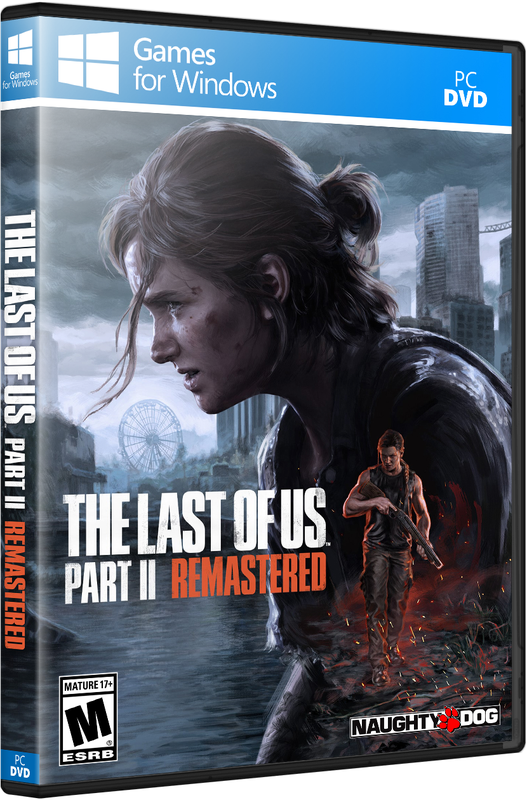 Games
for Windows
Games
for Windows
PC
DVD
THE LAST OF US PART II REMASTERED
THE LAST OF US
PART II REMASTERED
MATURE 17+
M
ESRB
NAUGHTY DOG
PC
DVD